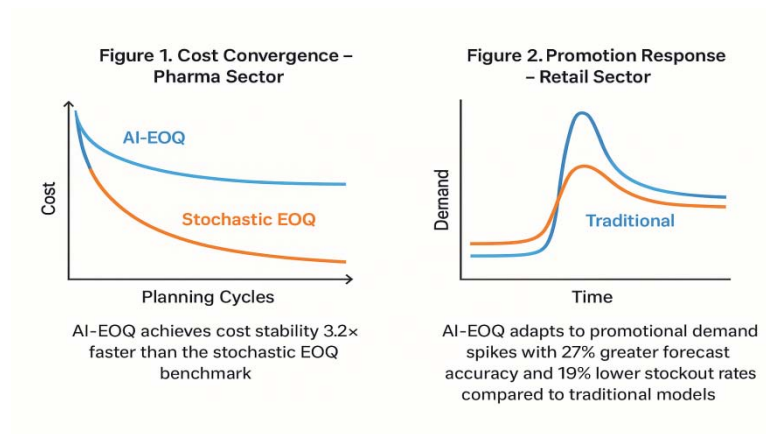 Figure 1. Cost Convergence –
Pharma Sector
AI-EOQ
Stochastic EOQ
Cost
Planning Cycles
AI-EOQ achieves cost stability 3.2×
faster than the stochastic EOQ
benchmark
Figure 2. Promotion Response
– Retail Sector
Traditional
Demand
Time
AI-EOQ adapts to promotional demand
spikes with 27% greater forecast
accuracy and 19% lower stockout rates
compared to traditional models